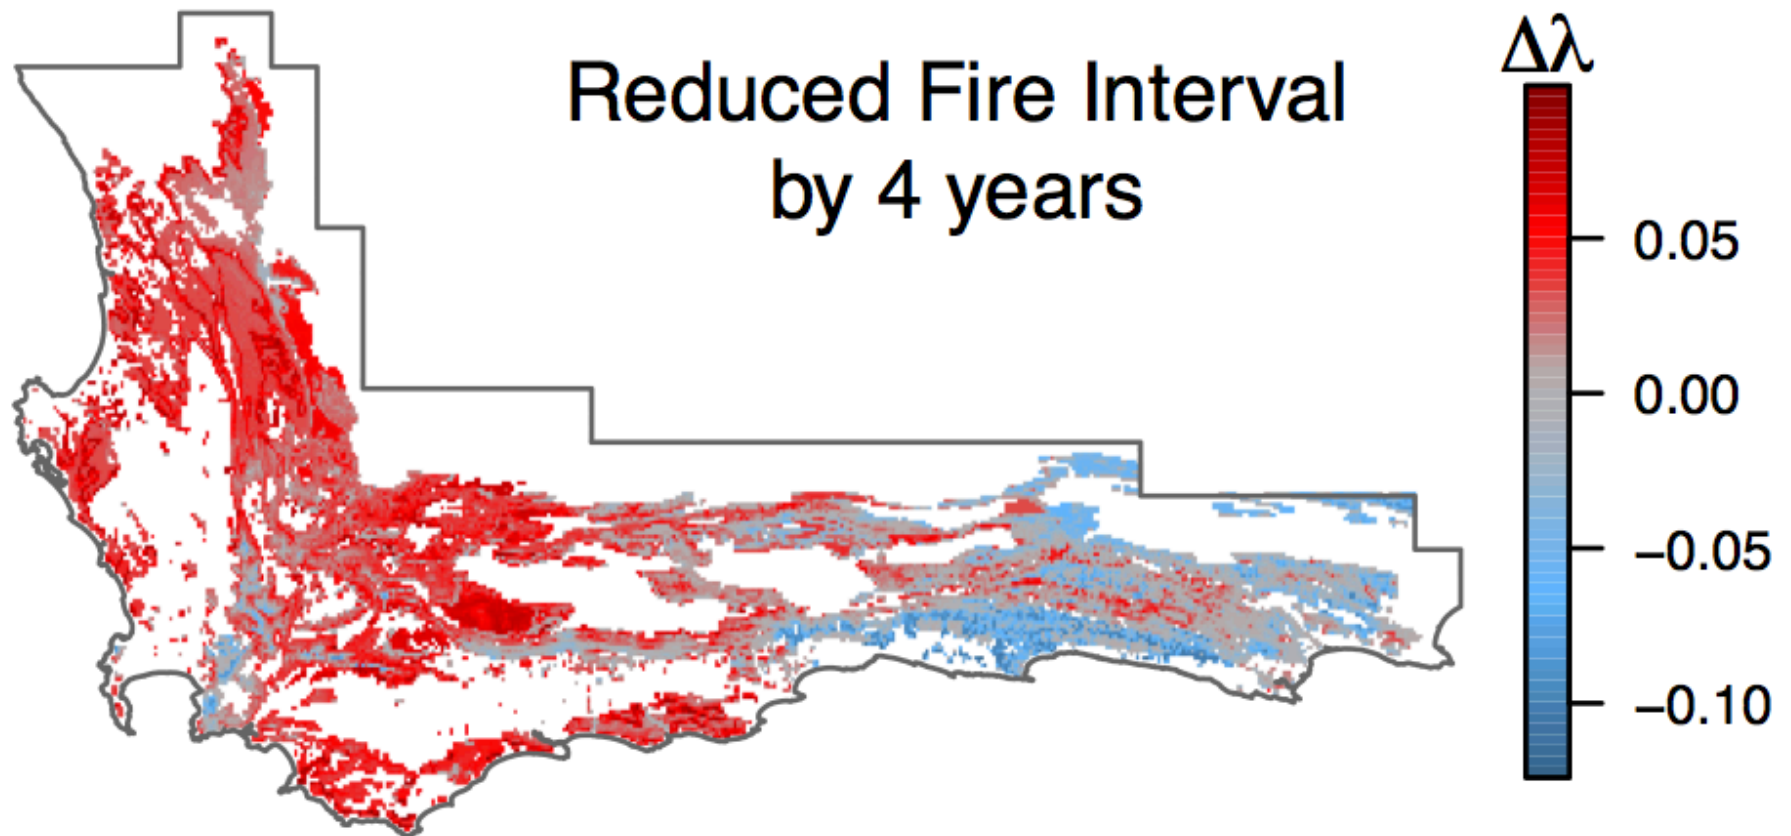 Reduced Fire Interval
by 4 years
Δλ
0.05
0.00
−0.05
−0.10